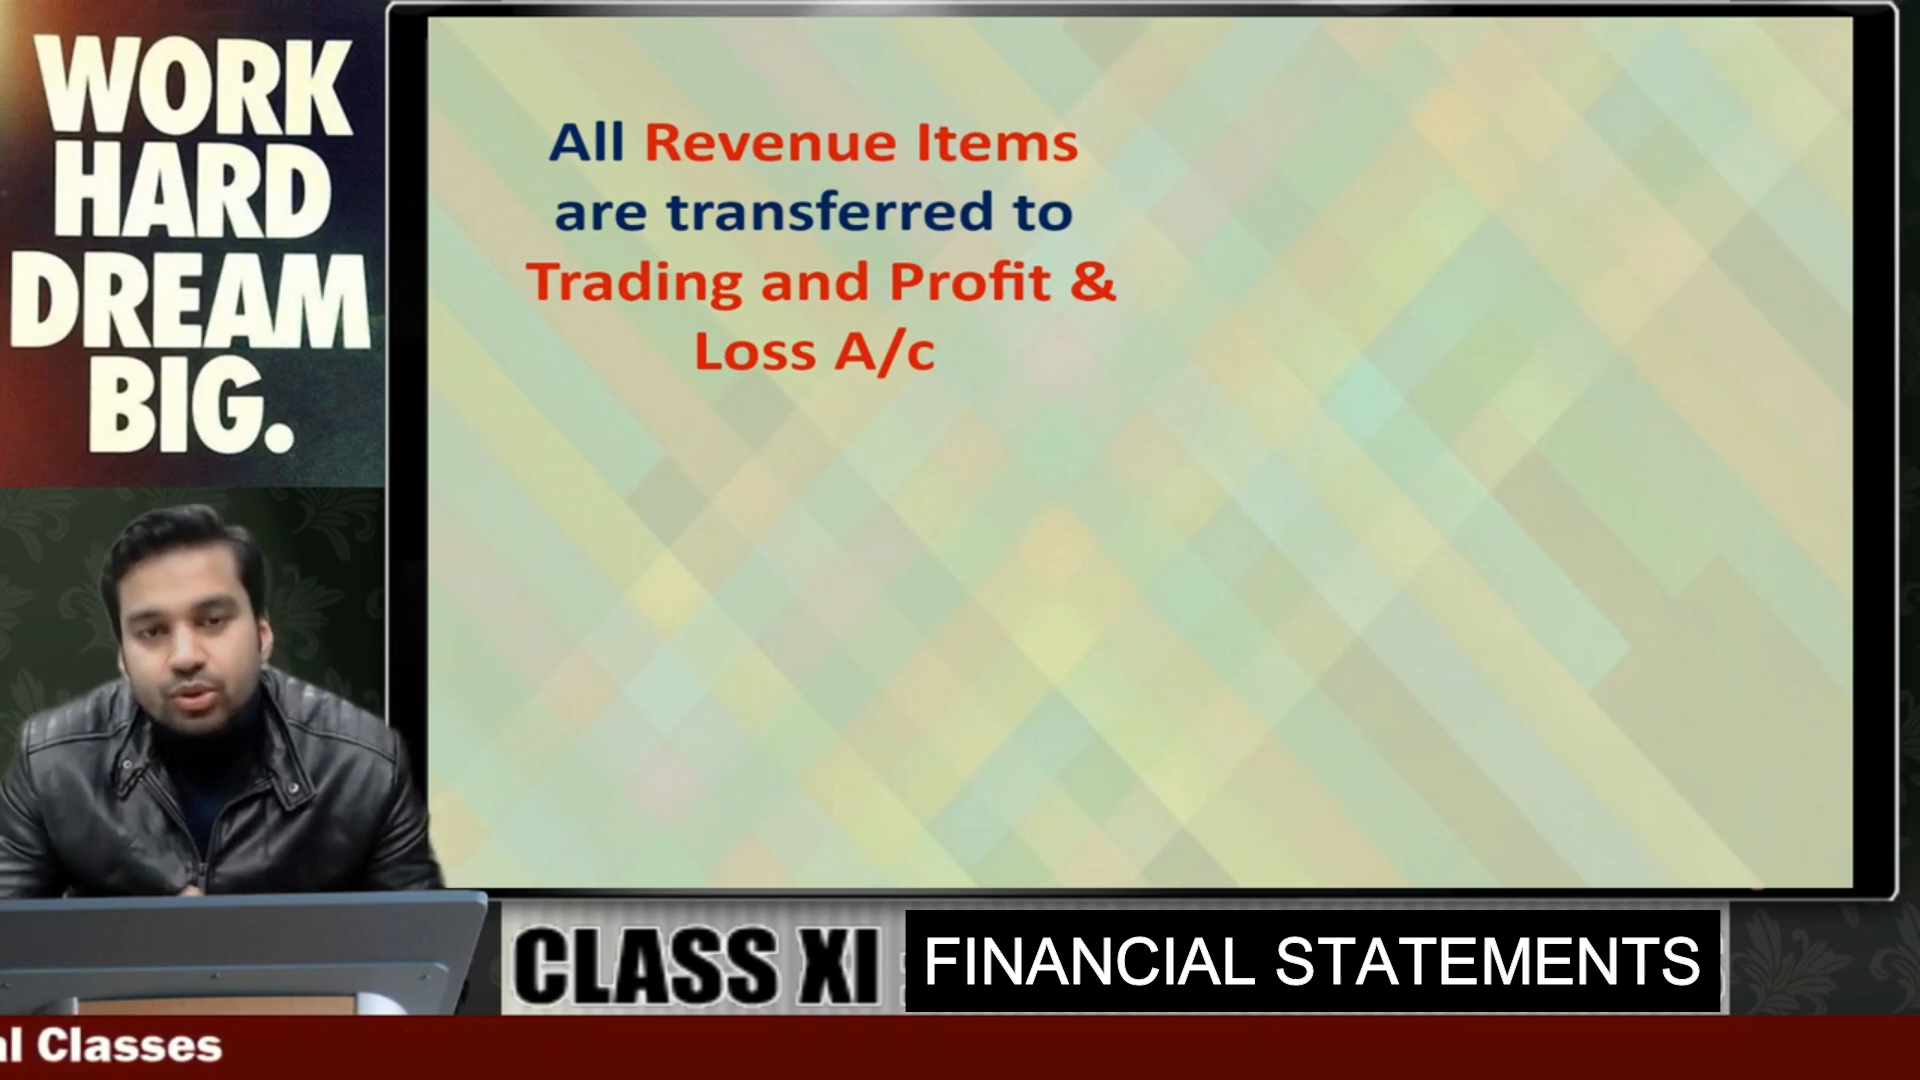 WORK
HARD
DREAM
BIG.
All Revenue Items
are transferred to
Trading and Profit &
Loss A/c
CLASS XI
FINANCIAL STATEMENTS
al Classes